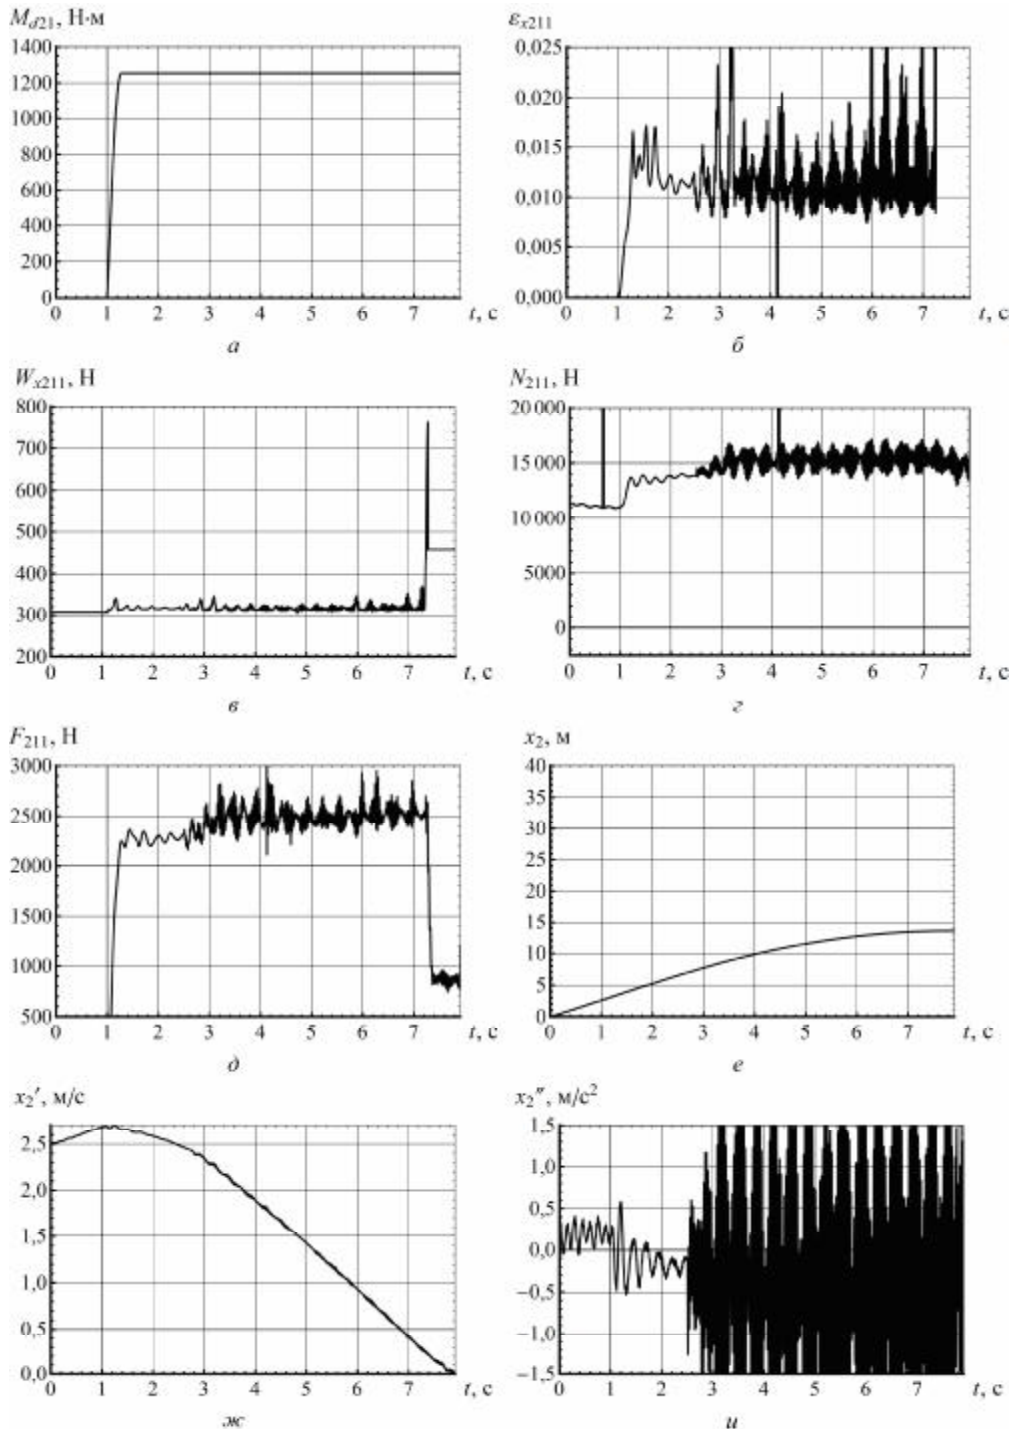 M_d21, Н·м
1400
1200
1000
800
600
400
200
0
0 1 2 3 4 5 6 7 t, с
а
ε_x211
0,025
0,020
0,015
0,010
0,005
0,000
0 1 2 3 4 5 6 7 t, с
б
W_x211, Н
800
700
600
500
400
300
200
0 1 2 3 4 5 6 7 t, с
в
N_211, Н
20 000
15 000
10 000
5000
0
0 1 2 3 4 5 6 7 t, с
г
F_211, Н
3000
2500
2000
1500
1000
500
0 1 2 3 4 5 6 7 t, с
д
x_2, м
40
35
30
25
20
15
10
5
0
0 1 2 3 4 5 6 7 t, с
е
x_2′, м/с
2,5
2,0
1,5
1,0
0,5
0,0
0 1 2 3 4 5 6 7 t, с
ж
x_2″, м/с²
1,5
1,0
0,5
0,0
−0,5
−1,0
−1,5
0 1 2 3 4 5 6 7 t, с
и